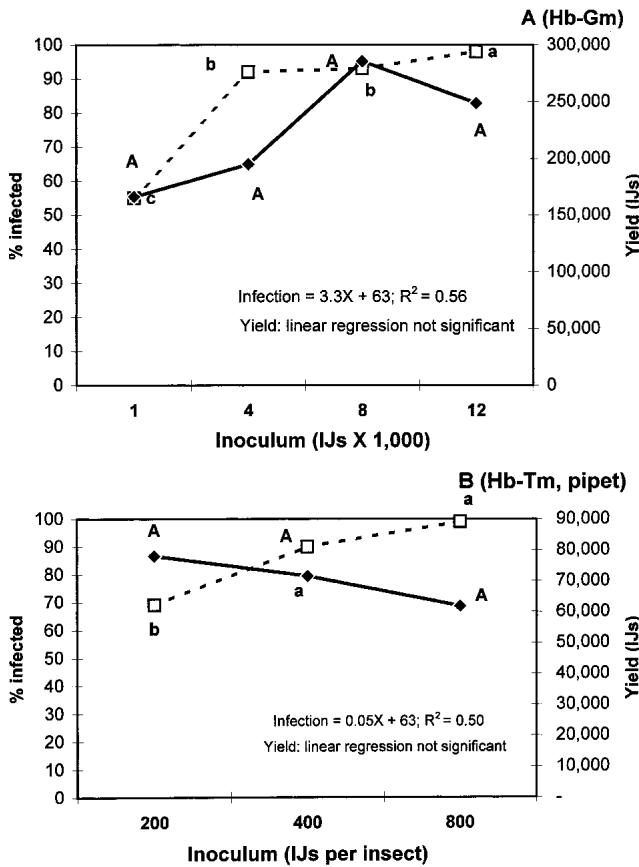 A (Hb-Gm)
100
90
80
70
60
50
40
30
20
10
0
% infected
300,000
250,000
200,000
150,000
100,000
50,000
0
Yield (IJs)
A
c
b
A
A
b
a
A
Infection = 3.3X + 63; R² = 0.56
Yield: linear regression not significant
1 4 8 12
Inoculum (IJs X 1,000)
B (Hb-Tm, pipet)
100
90
80
70
60
50
40
30
20
10
0
% infected
90,000
80,000
70,000
60,000
50,000
40,000
30,000
20,000
10,000
-
Yield (IJs)
A
b
A
a
a
A
Infection = 0.05X + 63; R² = 0.50
Yield: linear regression not significant
200 400 800
Inoculum (IJs per insect)